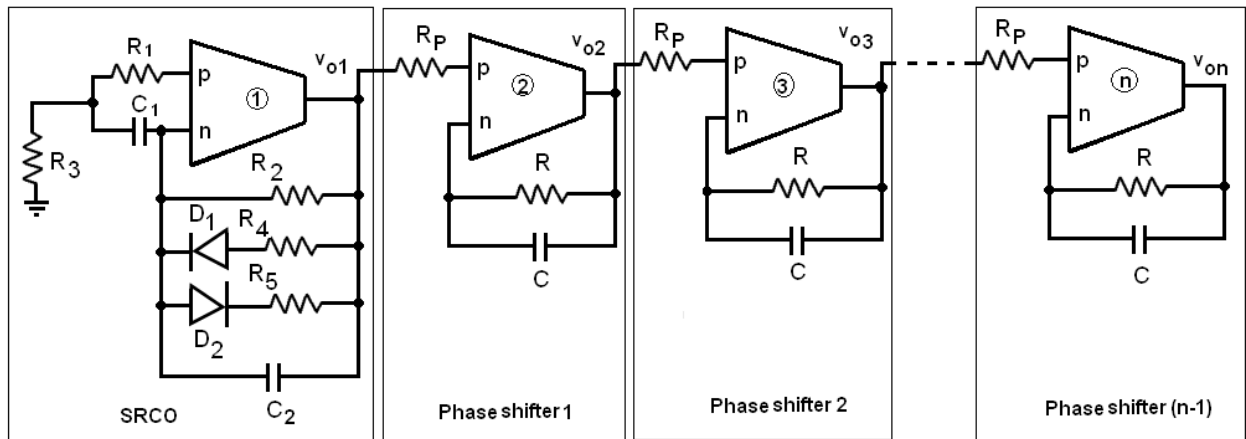 R1
p
C1
n
R3
1
vo1
R2
D1
R4
R5
D2
C2
SRCO
RP
p
n
2
vo2
R
C
Phase shifter 1
RP
p
n
3
vo3
R
C
Phase shifter 2
RP
p
n
n
von
R
C
Phase shifter (n-1)